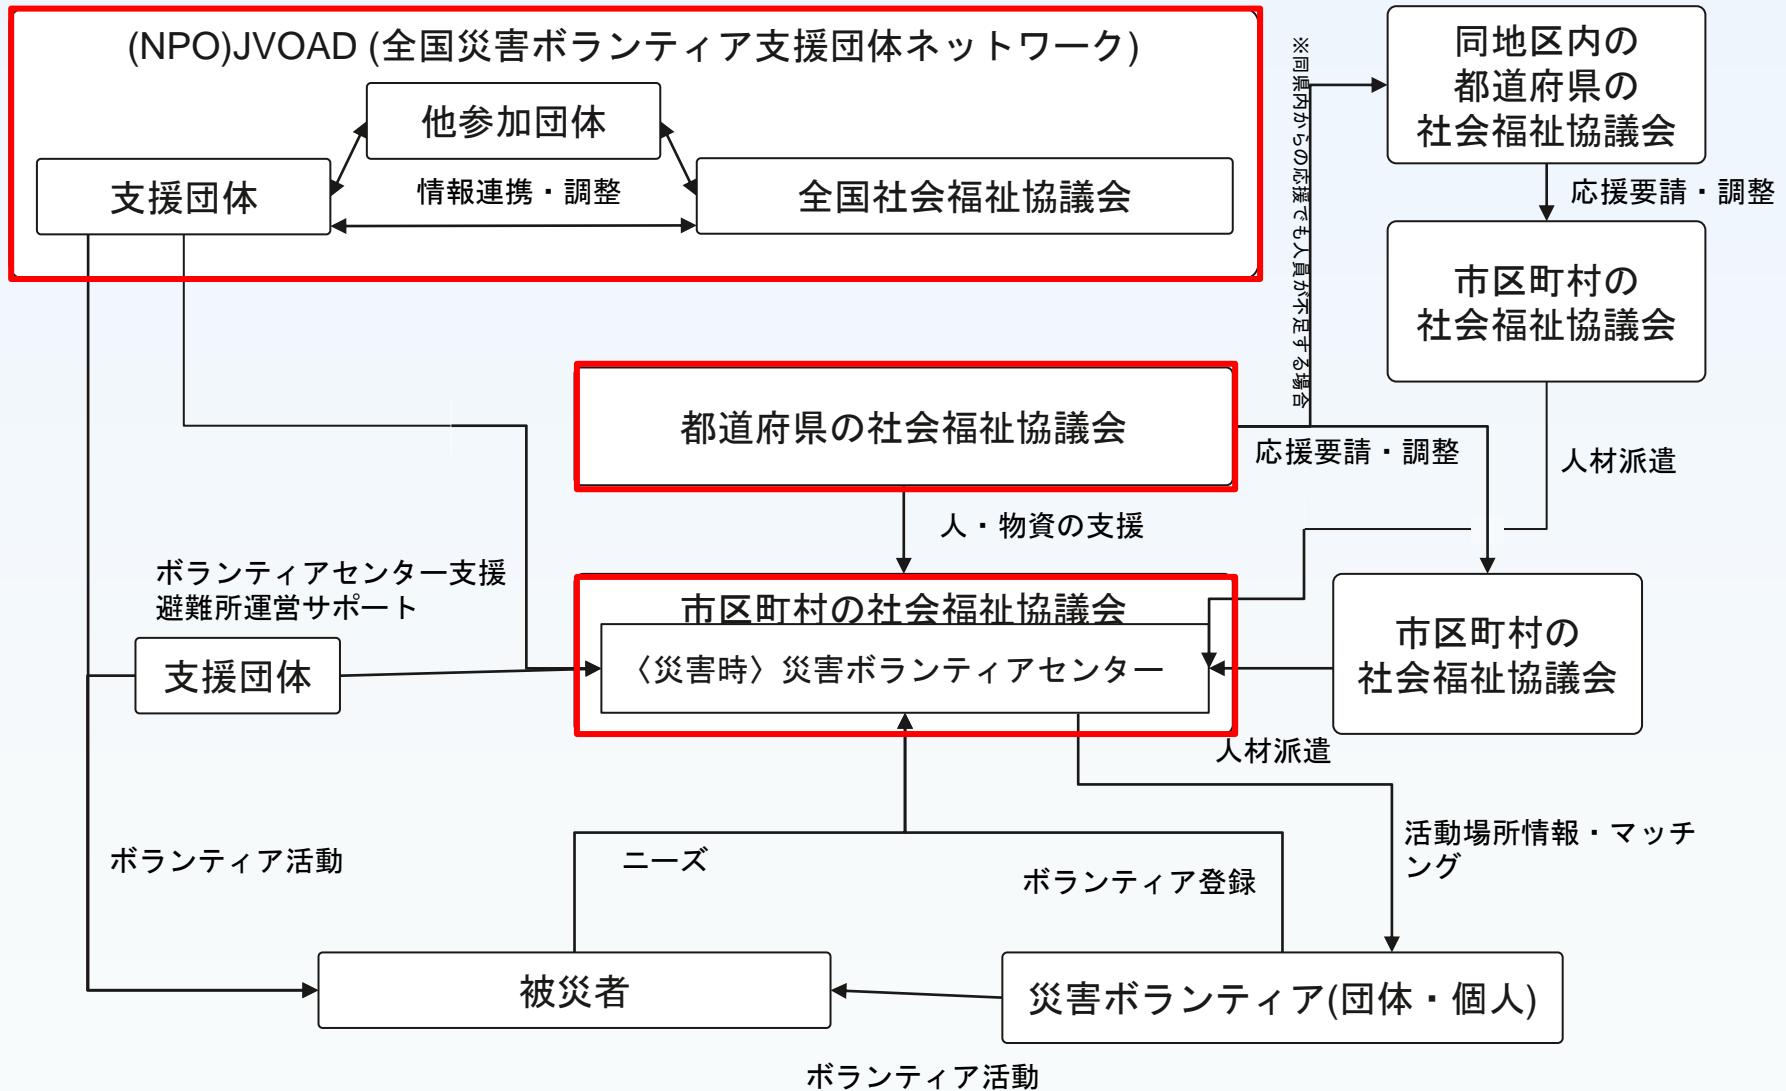 (NPO)JVOAD (全国災害ボランティア支援団体ネットワーク)
他参加団体
支援団体
情報連携・調整
全国社会福祉協議会
※同県内からの応援でも人員が不足する場合
同地区内の
都道府県の
社会福祉協議会
応援要請・調整
市区町村の
社会福祉協議会
都道府県の社会福祉協議会
応援要請・調整
人材派遣
人・物資の支援
ボランティアセンター支援
避難所運営サポート
市区町村の社会福祉協議会
〈災害時〉災害ボランティアセンター
支援団体
市区町村の
社会福祉協議会
人材派遣
ボランティア活動
ニーズ
ボランティア登録
活動場所情報・マッチ
ング
被災者
災害ボランティア(団体・個人)
ボランティア活動